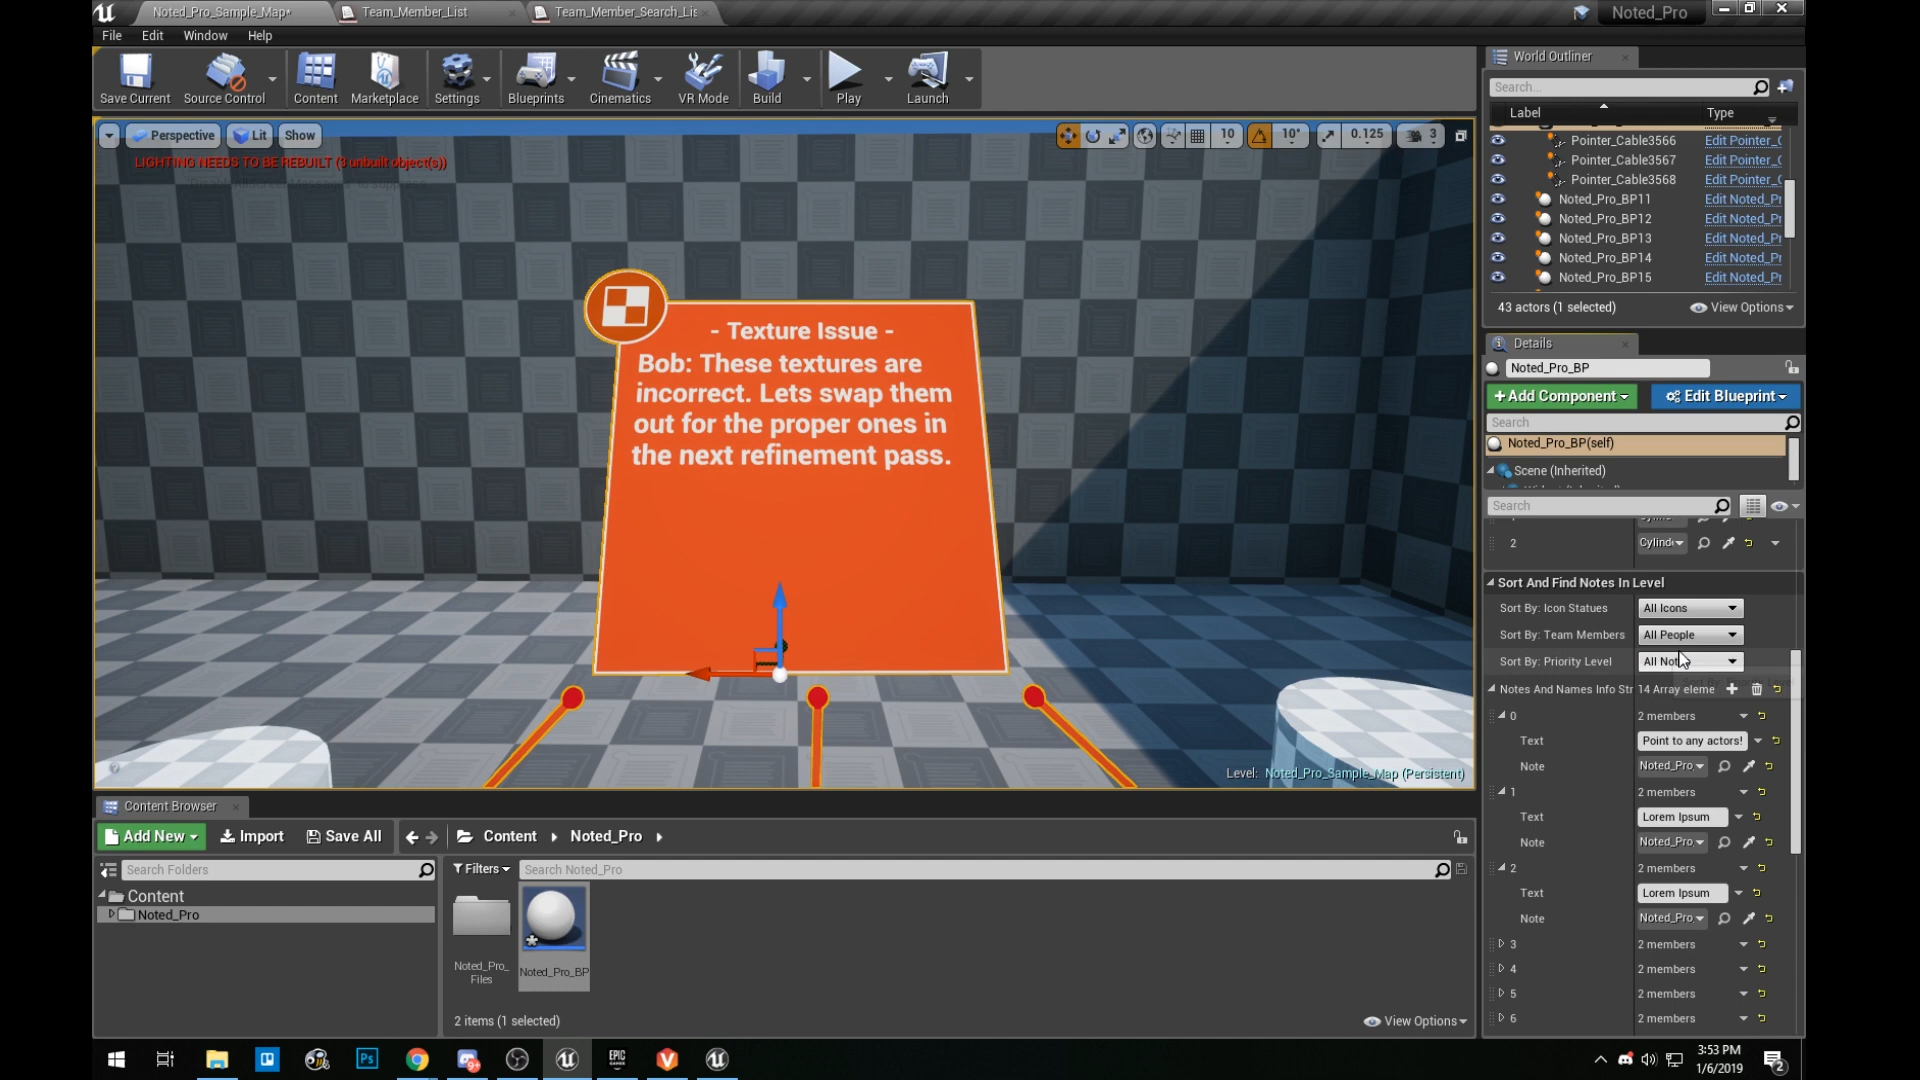 Noted_Pro_Sample_Map*
Team_Member_List
Team_Member_Search_Lis
Noted_Pro
File Edit Window Help
Save Current
Source Control
Content
Marketplace
Settings
Blueprints
Cinematics
VR Mode
Build
Play
Launch
Perspective
Lit
Show
10
10°
0.125
3
LIGHTING NEEDS TO BE REBUILT (3 unbuilt object(s))
- Texture Issue -
Bob: These textures are
incorrect. Lets swap them
out for the proper ones in
the next refinement pass.
Level: Noted_Pro_Sample_Map (Persistent)
World Outliner
Search...
Label Type
Pointer_Cable3566 Edit Pointer_C
Pointer_Cable3567 Edit Pointer_C
Pointer_Cable3568 Edit Pointer_C
Noted_Pro_BP11 Edit Noted_Pr
Noted_Pro_BP12 Edit Noted_Pr
Noted_Pro_BP13 Edit Noted_Pr
Noted_Pro_BP14 Edit Noted_Pr
Noted_Pro_BP15 Edit Noted_Pr
43 actors (1 selected) View Options
Details
Noted_Pro_BP
+Add Component Edit Blueprint
Search
Noted_Pro_BP(self)
Scene (Inherited)
Search
2 Cylind
Sort And Find Notes In Level
Sort By: Icon Statues All Icons
Sort By: Team Members All People
Sort By: Priority Level All Not
Notes And Names Info Str 14 Array eleme
0 2 members
Text Point to any actors!
Note Noted_Pro
1 2 members
Text Lorem Ipsum
Note Noted_Pro
2 2 members
Text Lorem Ipsum
Note Noted_Pro
3 2 members
4 2 members
5 2 members
6 2 members
Content Browser
Add New Import Save All Content Noted_Pro
Search Folders
Filters Search Noted_Pro
Content
Noted_Pro
Noted_Pro_
Files
Noted_Pro_BP
2 items (1 selected)
View Options
Ps
EPIC
GAMES
3:53 PM
1/6/2019
2